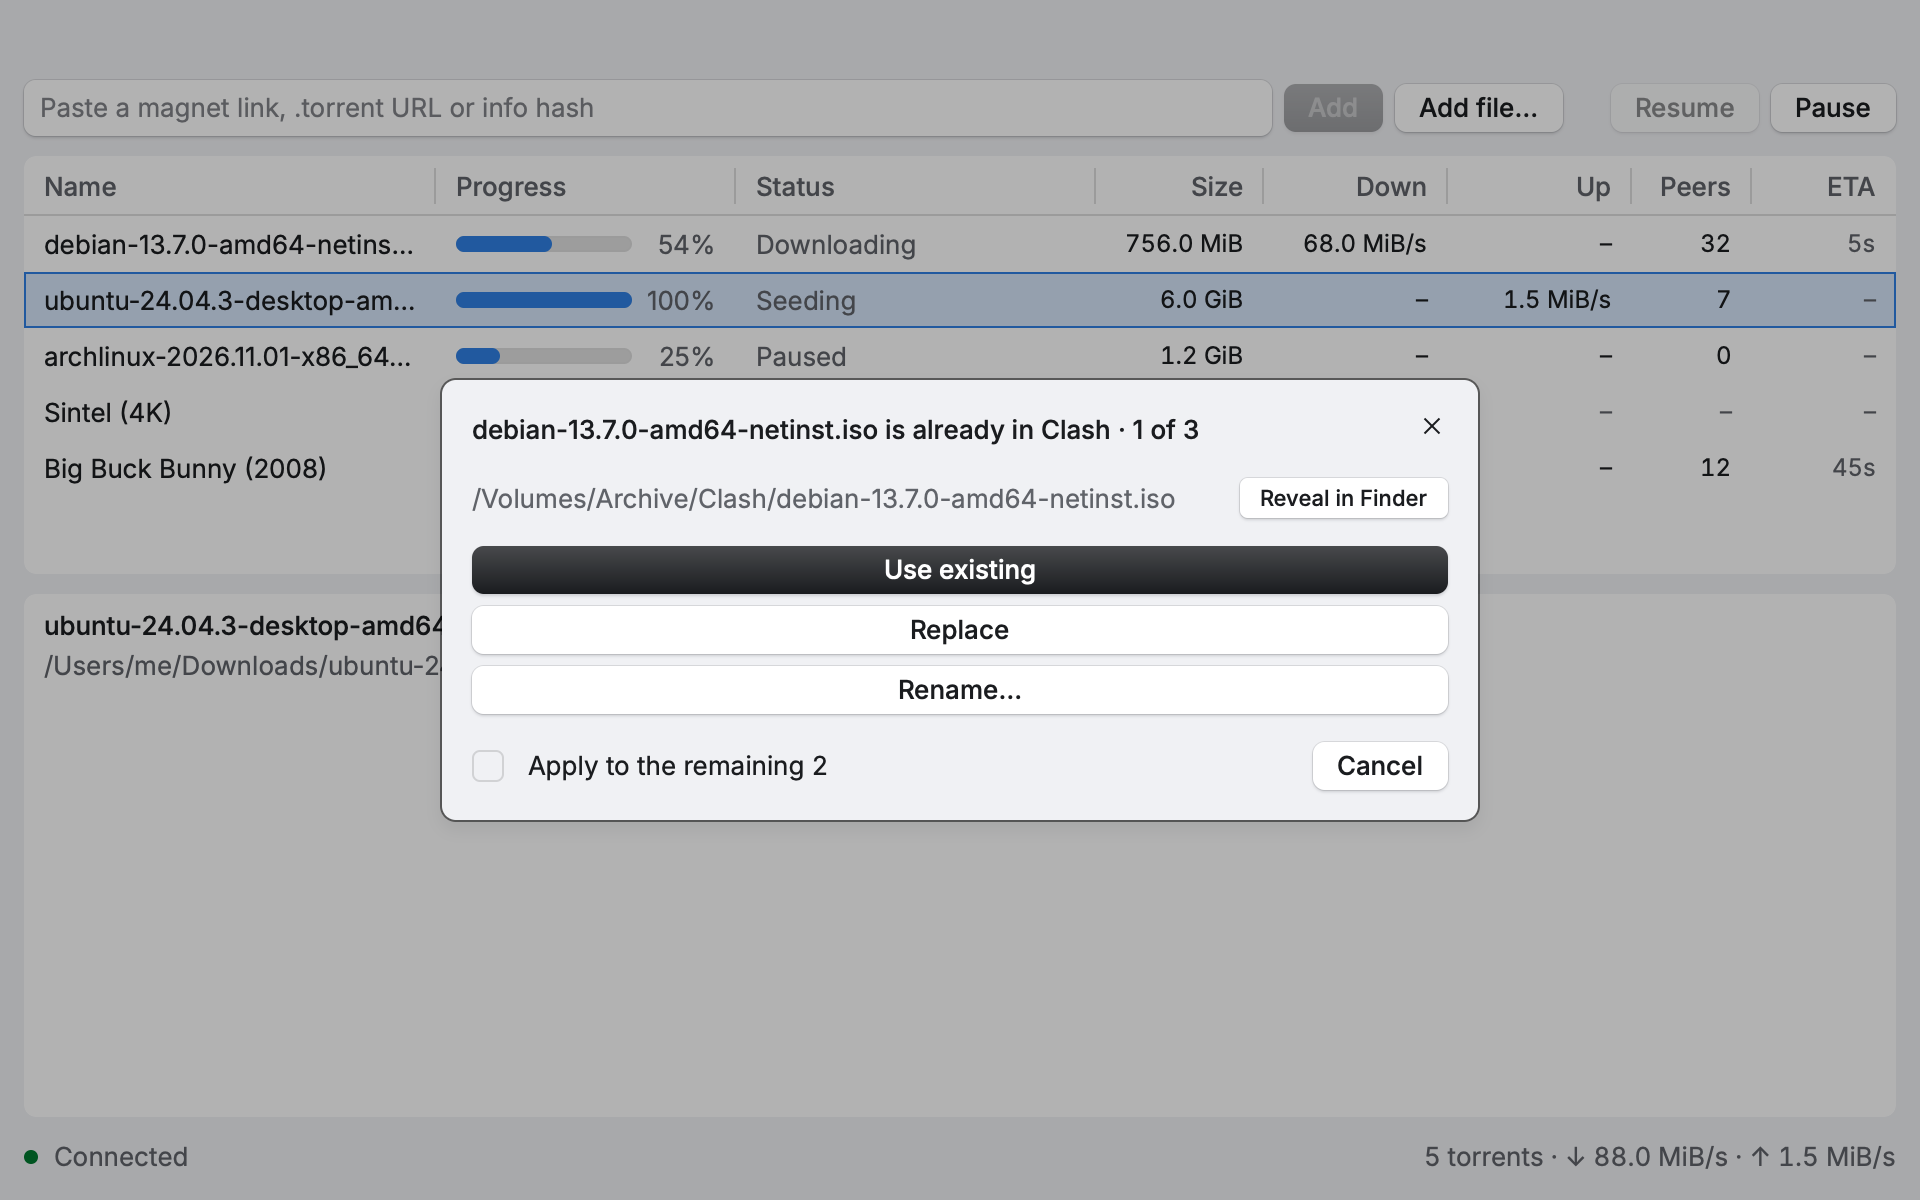 Paste a magnet link, .torrent URL or info hash Add Add file... Resume Pause
Name Progress Status Size Down Up Peers ETA
debian-13.7.0-amd64-netins... 54% Downloading 756.0 MiB 68.0 MiB/s – 32 5s
ubuntu-24.04.3-desktop-am... 100% Seeding 6.0 GiB – 1.5 MiB/s 7 –
archlinux-2026.11.01-x86_64... 25% Paused 1.2 GiB – – 0 –
Sintel (4K) – – –
Big Buck Bunny (2008) – 12 45s
debian-13.7.0-amd64-netinst.iso is already in Clash · 1 of 3
/Volumes/Archive/Clash/debian-13.7.0-amd64-netinst.iso Reveal in Finder
Use existing
Replace
Rename...
Apply to the remaining 2 Cancel
ubuntu-24.04.3-desktop-amd64
/Users/me/Downloads/ubuntu-2
Connected 5 torrents · ↓ 88.0 MiB/s · ↑ 1.5 MiB/s